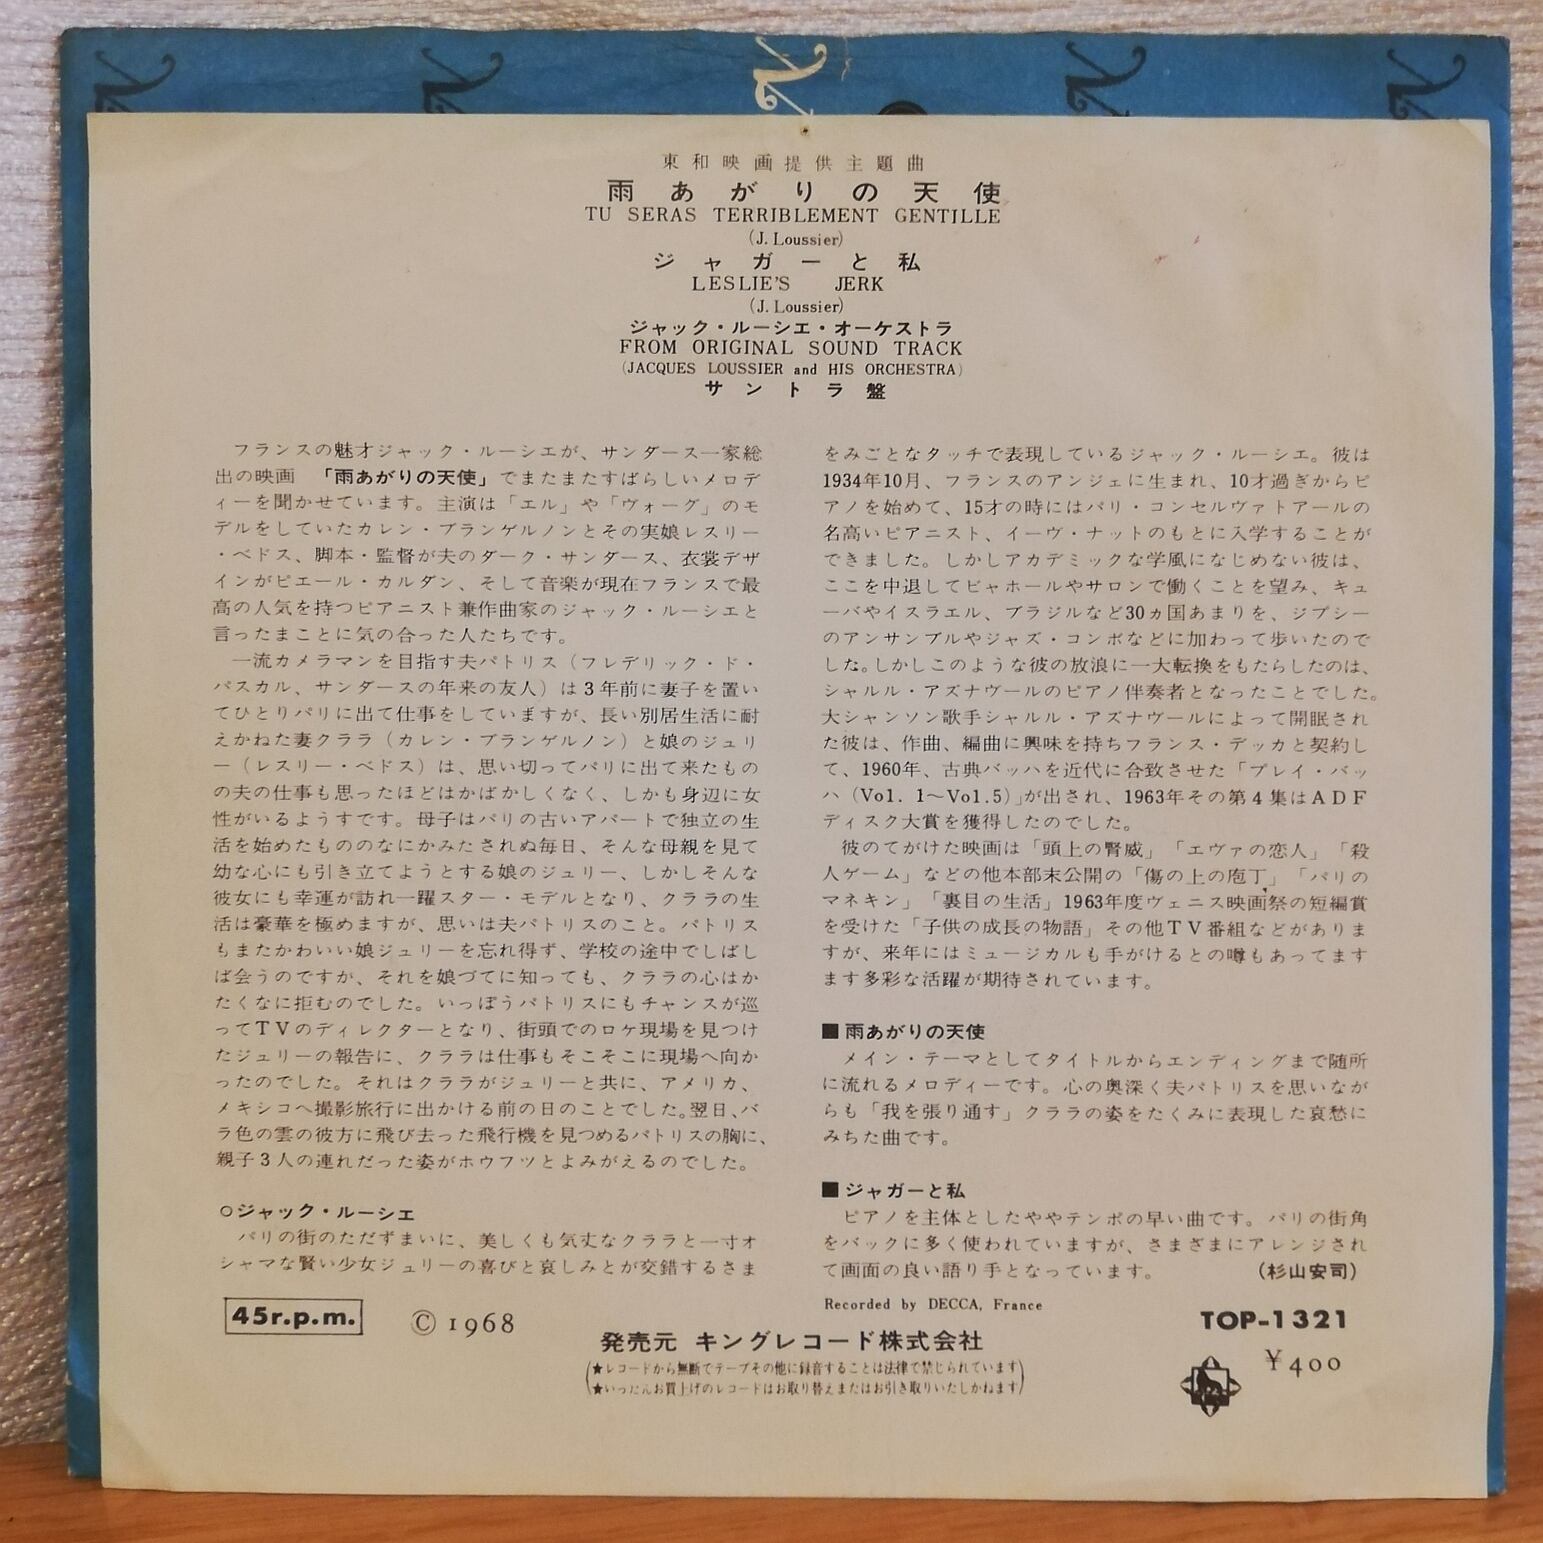 東和映画提供主題曲
雨あがりの天使
TU SERAS TERRIBLEMENT GENTILLE
(J. Loussier)
ジャガーと私
LESLIE'S JERK
(J. Loussier)
ジャック・ルーシエ・オーケストラ
FROM ORIGINAL SOUND TRACK
(JACQUES LOUSSIER and HIS ORCHESTRA)
サントラ盤
フランスの魅才ジャック・ルーシエが、サンダース一家総
出の映画 「雨あがりの天使」でまたまたすばらしいメロデ
ィーを聞かせています。主演は「エル」や「ヴォーグ」のモ
デルをしていたカレン・ブランゲルノンとその実娘レスリー
・ベドス、脚本・監督が夫のダーク・サンダース、衣裳デザ
インがピエール・カルダン、そして音楽が現在フランスで最
高の人気を持つピアニスト兼作曲家のジャック・ルーシエと
言ったまことに気の合った人たちです。
一流カメラマンを目指す夫パトリス(フレデリック・ド・
パスカル、サンダースの年来の友人)は3年前に妻子を置い
てひとりパリに出て仕事をしていますが、長い別居生活に耐
えかねた妻クララ(カレン・ブランゲルノン)と娘のジュリ
ー(レスリー・ベドス)は、思い切ってパリに出て来たもの
の夫の仕事も思ったほどはかばかしくなく、しかも身辺に女
性がいるようすです。母子はパリの古いアパートで独立の生
活を始めたもののなにかみたされぬ毎日、そんな母親を見て
幼な心にも引き立てようとする娘のジュリー、しかしそんな
彼女にも幸運が訪れ一躍スター・モデルとなり、クララの生
活は豪華を極めますが、思いは夫パトリスのこと。パトリス
もまたかわいい娘ジュリーを忘れ得ず、学校の途中でしばし
ば会うのですが、それを娘づてに知っても、クララの心はか
たくなに拒むのでした。いっぽうパトリスにもチャンスが巡
ってTVのディレクターとなり、街頭でのロケ現場を見つけ
たジュリーの報告に、クララは仕事もそこそこに現場へ向か
ったのでした。それはクララがジュリーと共に、アメリカ、
メキシコへ撮影旅行に出かける前の日のことでした。翌日、バ
ラ色の雲の彼方に飛び去った飛行機を見つめるパトリスの胸に、
親子3人の連れだった姿がホウフツとよみがえるのでした。
○ジャック・ルーシエ
パリの街のただずまいに、美しくも気丈なクララと一寸オ
シャマな賢い少女ジュリーの喜びと哀しみとが交錯するさま
をみごとなタッチで表現しているジャック・ルーシエ。彼は
1934年10月、フランスのアンジェに生まれ、10才過ぎからピ
アノを始めて、15才の時にはパリ・コンセルヴァトアールの
名高いピアニスト、イーヴ・ナットのもとに入学することが
できました。しかしアカデミックな学風になじめない彼は、
ここを中退してビャホールやサロンで働くことを望み、キュ
ーバやイスラエル、ブラジルなど30ヵ国あまりを、ジプシー
のアンサンブルやジャズ・コンボなどに加わって歩いたので
した。しかしこのような彼の放浪に一大転換をもたらしたのは、
シャルル・アズナヴールのピアノ伴奏者となったことでした。
大シャンソン歌手シャルル・アズナヴールによって開眠され
た彼は、作曲、編曲に興味を持ちフランス・デッカと契約し
て、1960年、古典バッハを近代に合致させた「プレイ・バッ
ハ(Vol. 1〜Vol.5)」が出され、1963年その第4集はADF
ディスク大賞を獲得したのでした。
彼のてがけた映画は「頭上の腎威」「エヴァの恋人」「殺
人ゲーム」などの他本部末公開の「傷の上の庖丁」「パリの
マネキン」「裏目の生活」1963年度ヴェニス映画祭の短編賞
を受けた「子供の成長の物語」その他TV番組などがありま
すが、来年にはミュージカルも手がけるとの噂もあってます
ます多彩な活躍が期待されています。
■雨あがりの天使
メイン・テーマとしてタイトルからエンディングまで随所
に流れるメロディーです。心の奥深く夫パトリスを思いなが
らも「我を張り通す」クララの姿をたくみに表現した哀愁に
みちた曲です。
■ジャガーと私
ピアノを主体としたややテンポの早い曲です。パリの街角
をバックに多く使われていますが、さまざまにアレンジされ
て画面の良い語り手となっています。 (杉山安司)
Recorded by DECCA, France
45r.p.m. © 1968 TOP-1321
発売元 キングレコード株式会社
¥400
(★レコードから無断でテープその他に録音することは法律で禁じられています)
(★いったんお買上げのレコードはお取り替えまたはお引き取りいたしかねます)